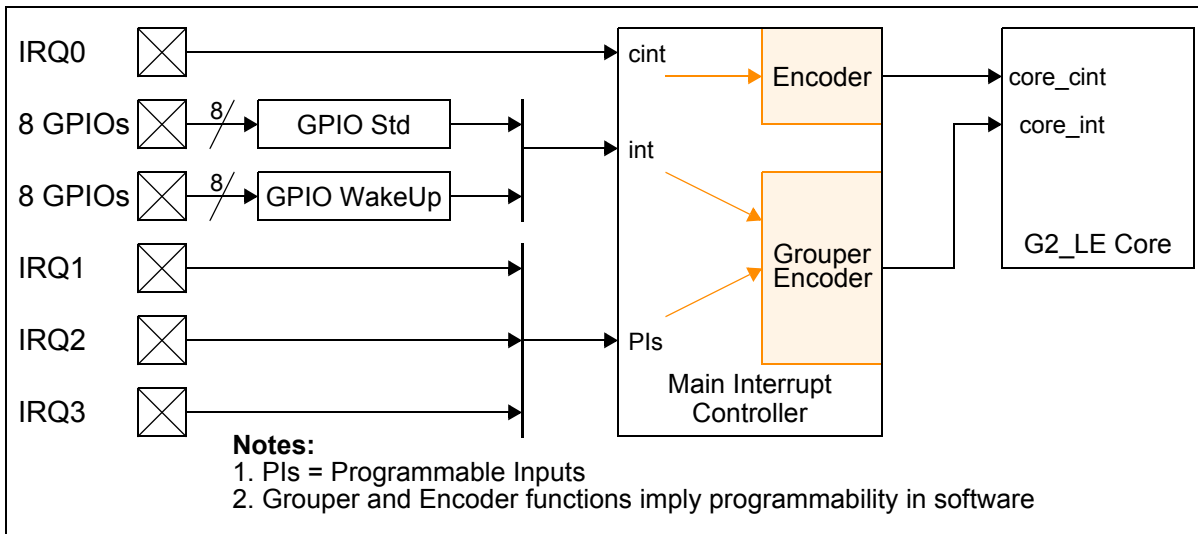 IRQ0
cint
Encoder
core_cint
8 GPIOs
8
GPIO Std
core_int
int
8 GPIOs
8
GPIO WakeUp
Grouper
Encoder
G2_LE Core
IRQ1
IRQ2
PIs
Main Interrupt
Controller
IRQ3
Notes:
1. PIs = Programmable Inputs
2. Grouper and Encoder functions imply programmability in software